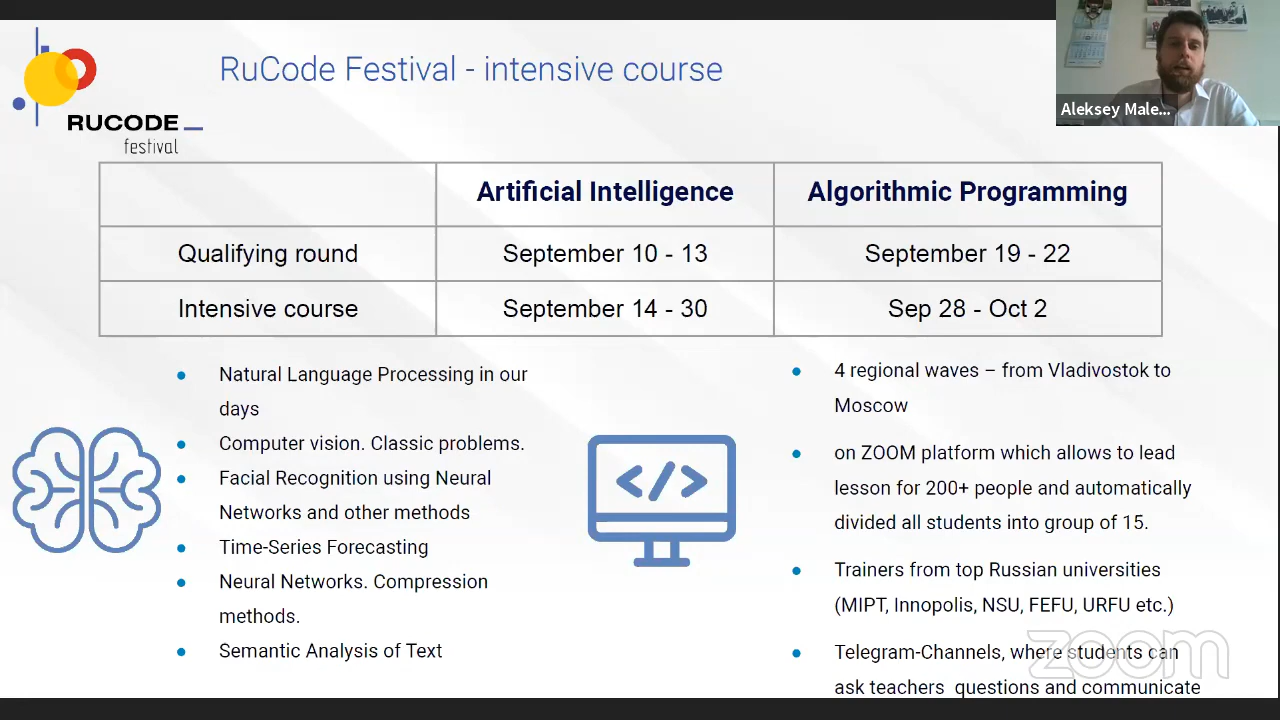 RuCode Festival - intensive course
Aleksey Male...
RUCODE_
festival
Artificial Intelligence
Algorithmic Programming
Qualifying round
September 10 - 13
September 19 - 22
Intensive course
September 14 - 30
Sep 28 - Oct 2
Natural Language Processing in our
days
Computer vision. Classic problems.
Facial Recognition using Neural
Networks and other methods
Time-Series Forecasting
Neural Networks. Compression
methods.
Semantic Analysis of Text
</>
4 regional waves – from Vladivostok to
Moscow
on ZOOM platform which allows to lead
lesson for 200+ people and automatically
divided all students into group of 15.
Trainers from top Russian universities
(MIPT, Innopolis, NSU, FEFU, URFU etc.)
Telegram-Channels, where students can
ask teachers questions and communicate
zoom